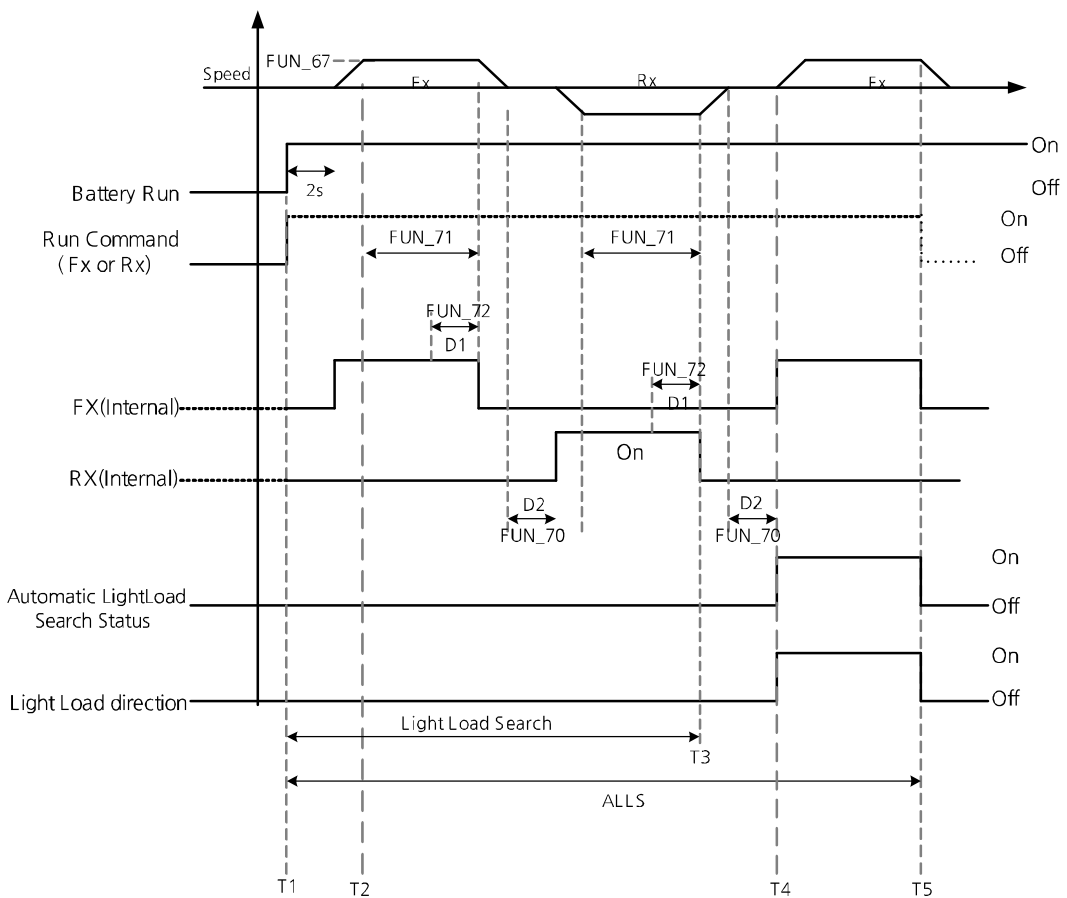 FUN_67
Speed
Fx
Rx
Fx
On
Battery Run
2s
Off
On
Run Command
(Fx or Rx)
FUN_71
FUN_71
Off
FUN_72
D1
FUN_72
D1
FX(Internal)
On
RX(Internal)
D2
FUN_70
D2
FUN_70
On
Automatic LightLoad
Search Status
Off
On
Light Load direction
Off
Light Load Search
T3
ALLS
T1
T2
T4
T5